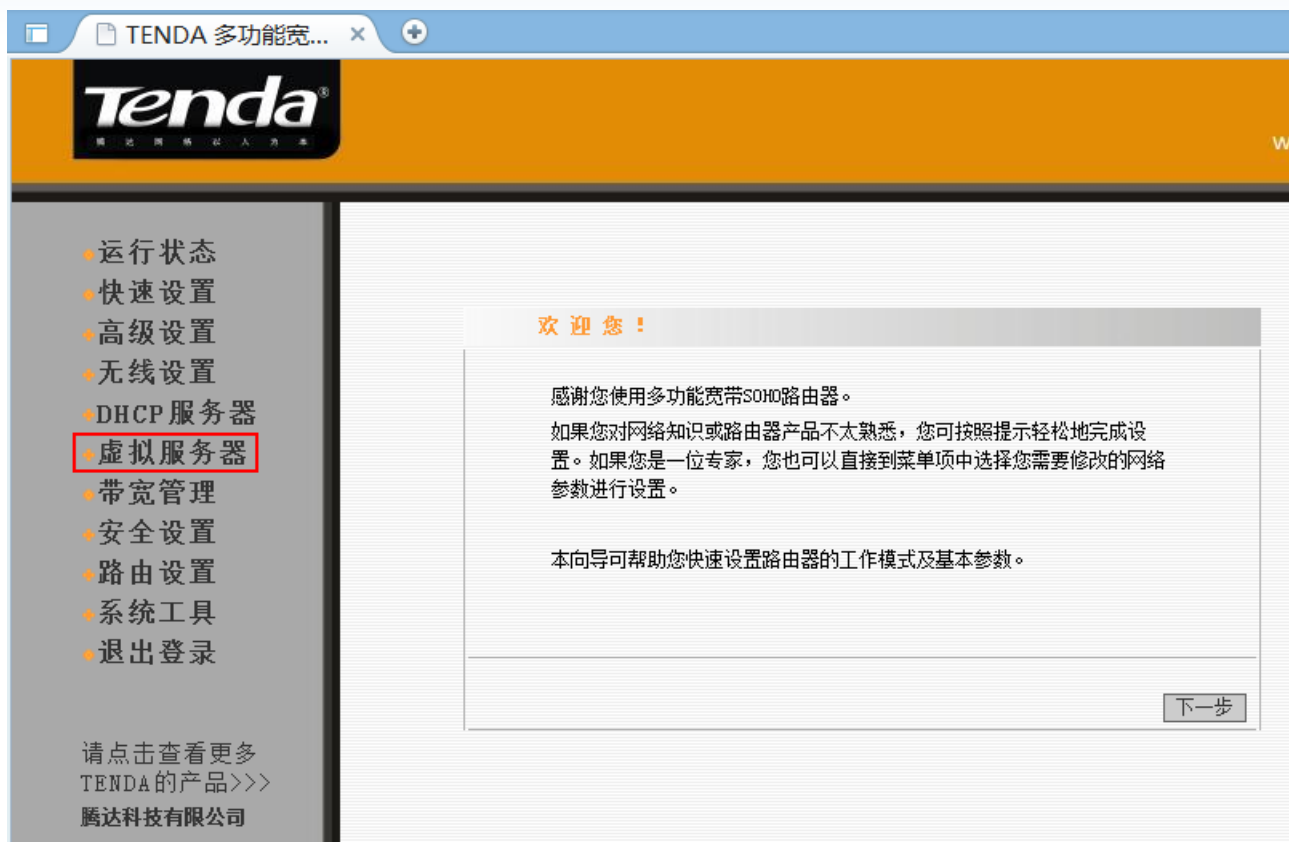 TENDA 多功能宽...
Tenda®
腾达网络以人为本
W
运行状态
快速设置
高级设置
无线设置
DHCP服务器
虚拟服务器
带宽管理
安全设置
路由设置
系统工具
退出登录
请点击查看更多
TENDA的产品>>>
腾达科技有限公司
欢迎您！
感谢您使用多功能宽带SOHO路由器。
如果您对网络知识或路由器产品不太熟悉，您可按照提示轻松地完成设
置。如果您是一位专家，您也可以直接到菜单项中选择您需要修改的网络
参数进行设置。
本向导可帮助您快速设置路由器的工作模式及基本参数。
下一步